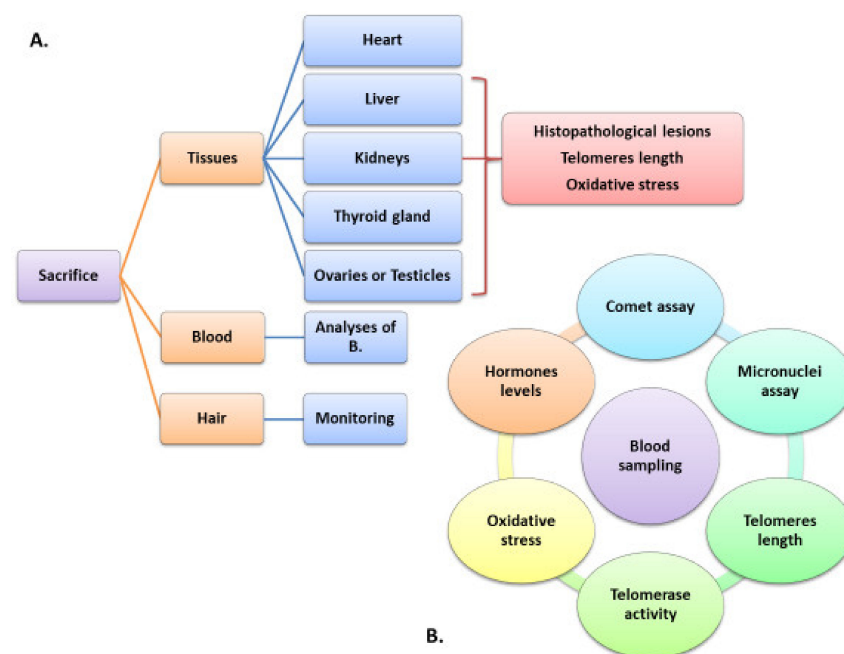 A.
Heart
Liver
Kidneys
Thyroid gland
Ovaries or Testicles
Tissues
Histopathological lesions
Telomeres length
Oxidative stress
Sacrifice
Blood
Analyses of
B.
Hair
Monitoring
Comet assay
Micronuclei
assay
Telomeres
length
Telomerase
activity
Oxidative
stress
Hormones
levels
Blood
sampling
B.